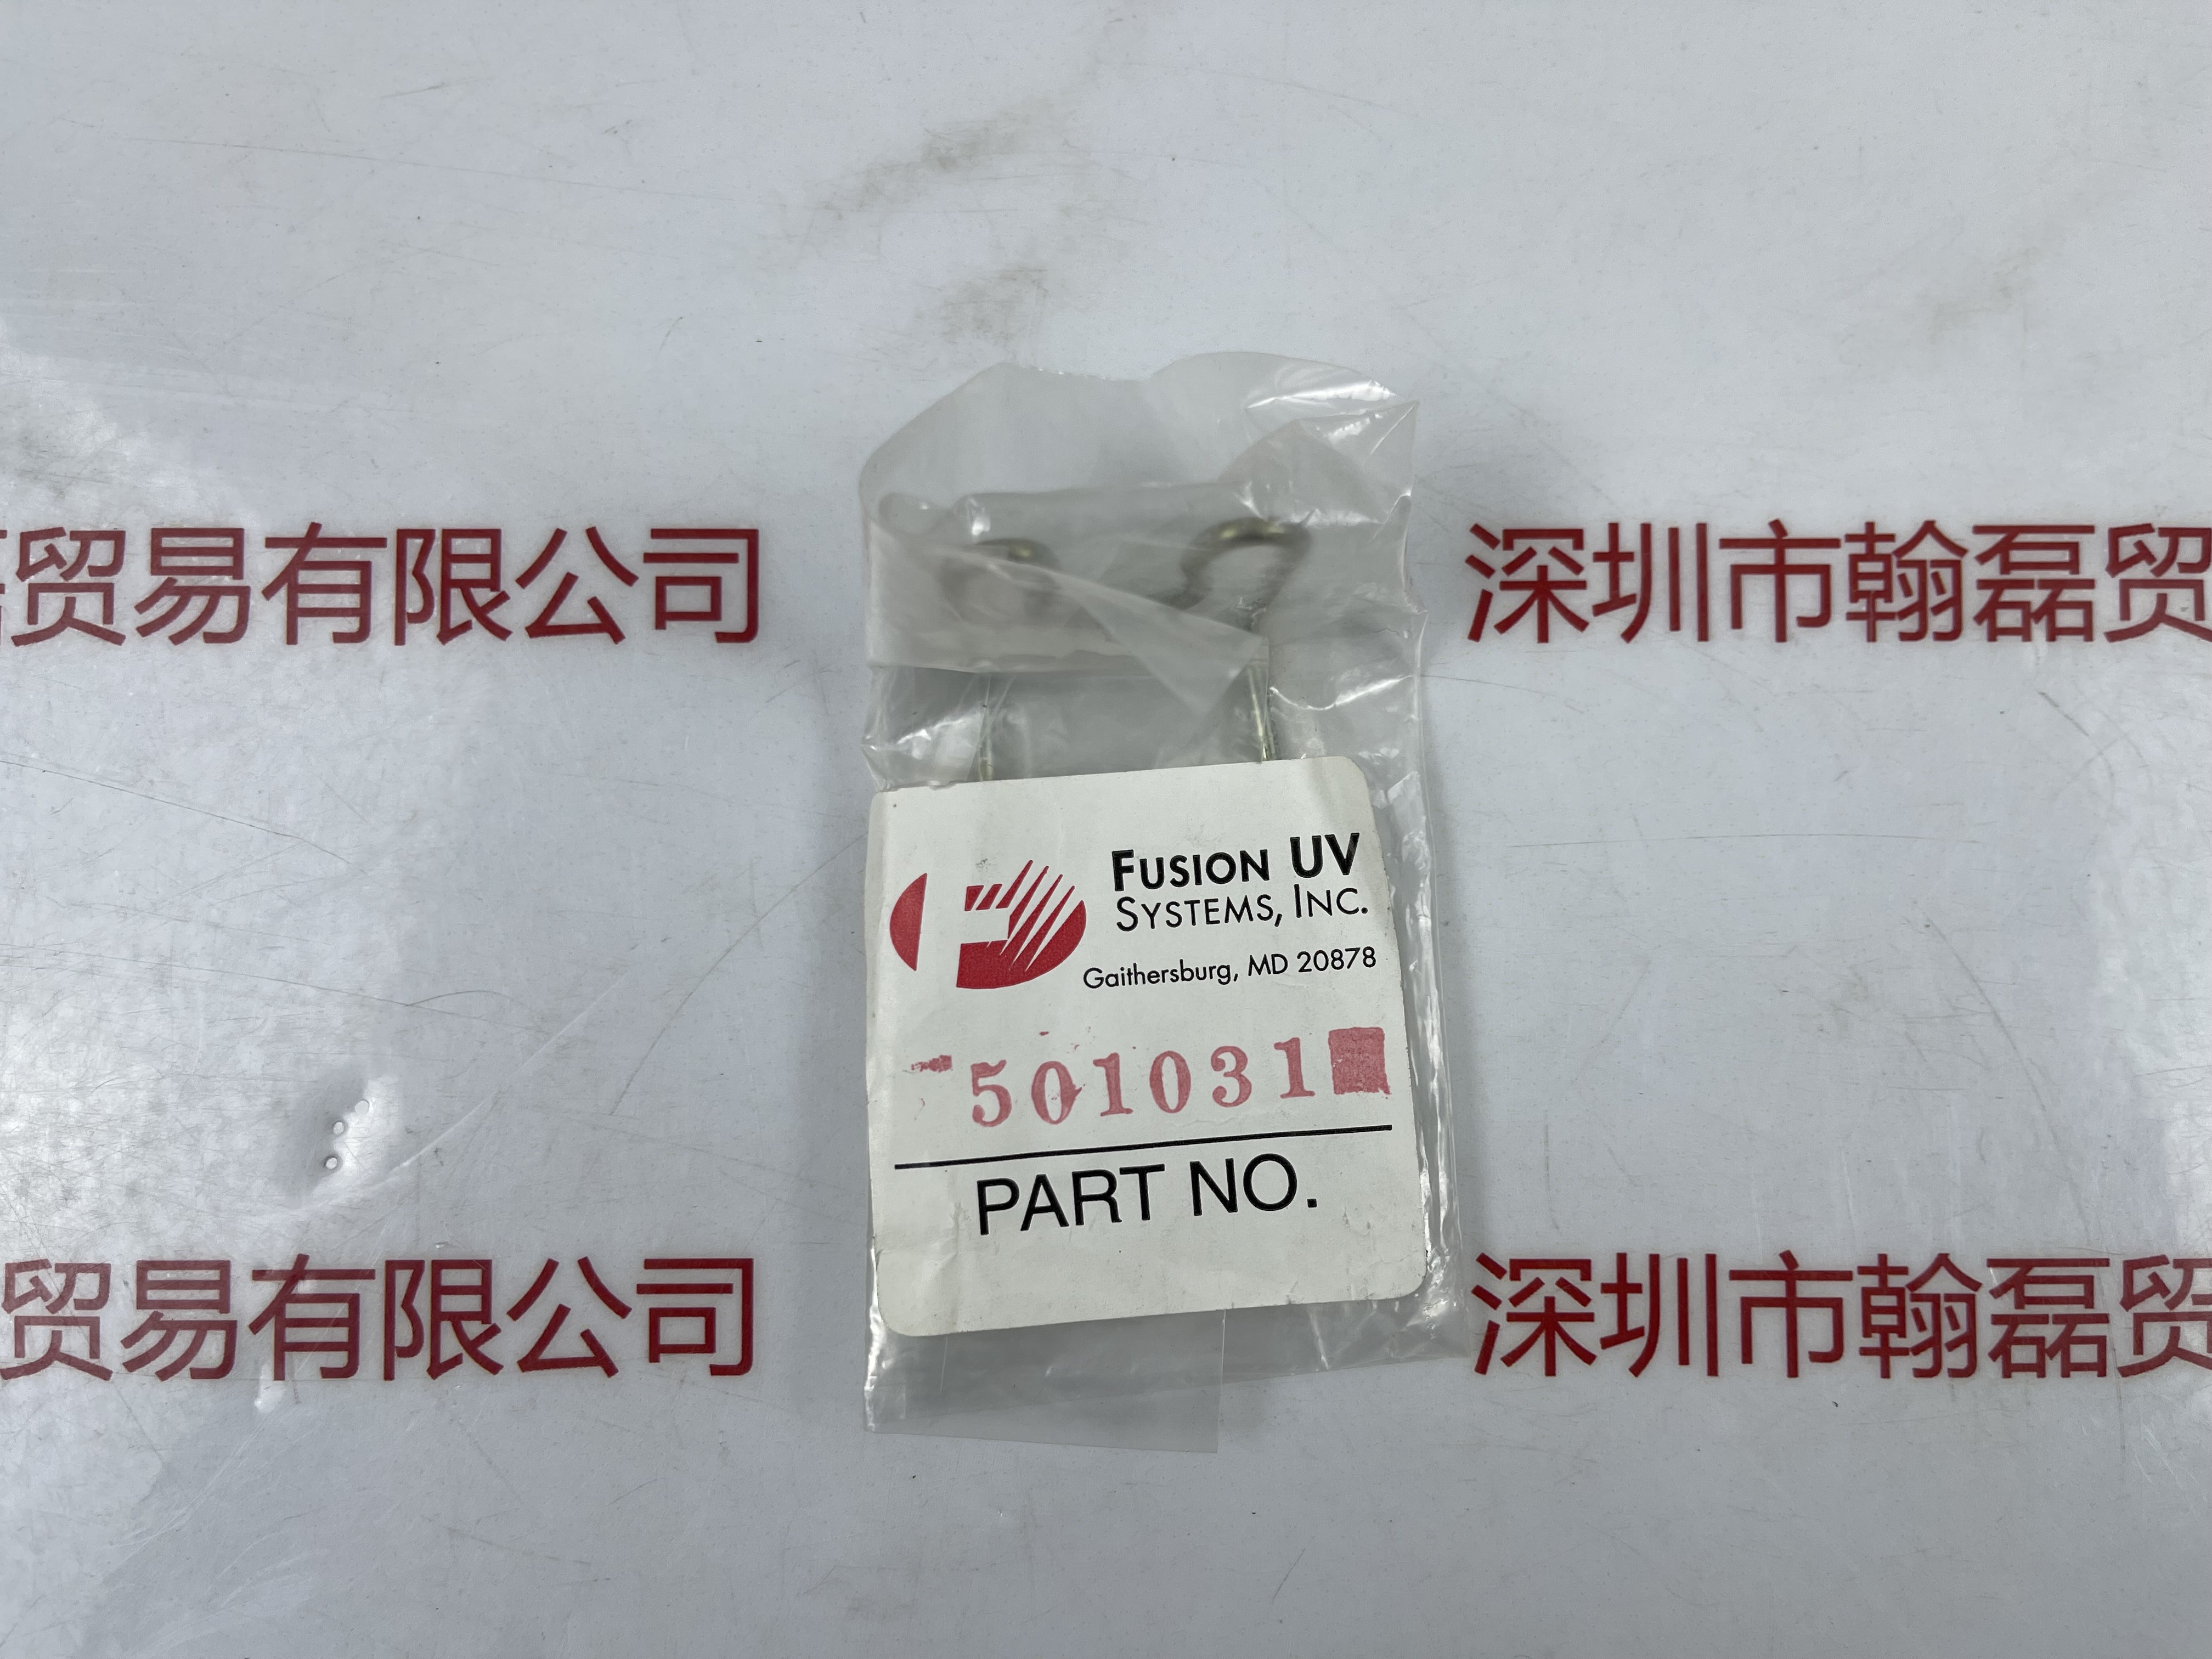 贸易有限公司
深圳市翰磊贸
FUSION UV
SYSTEMS, INC.
Gaithersburg, MD 20878
501031
PART NO.
贸易有限公司
深圳市翰磊贸